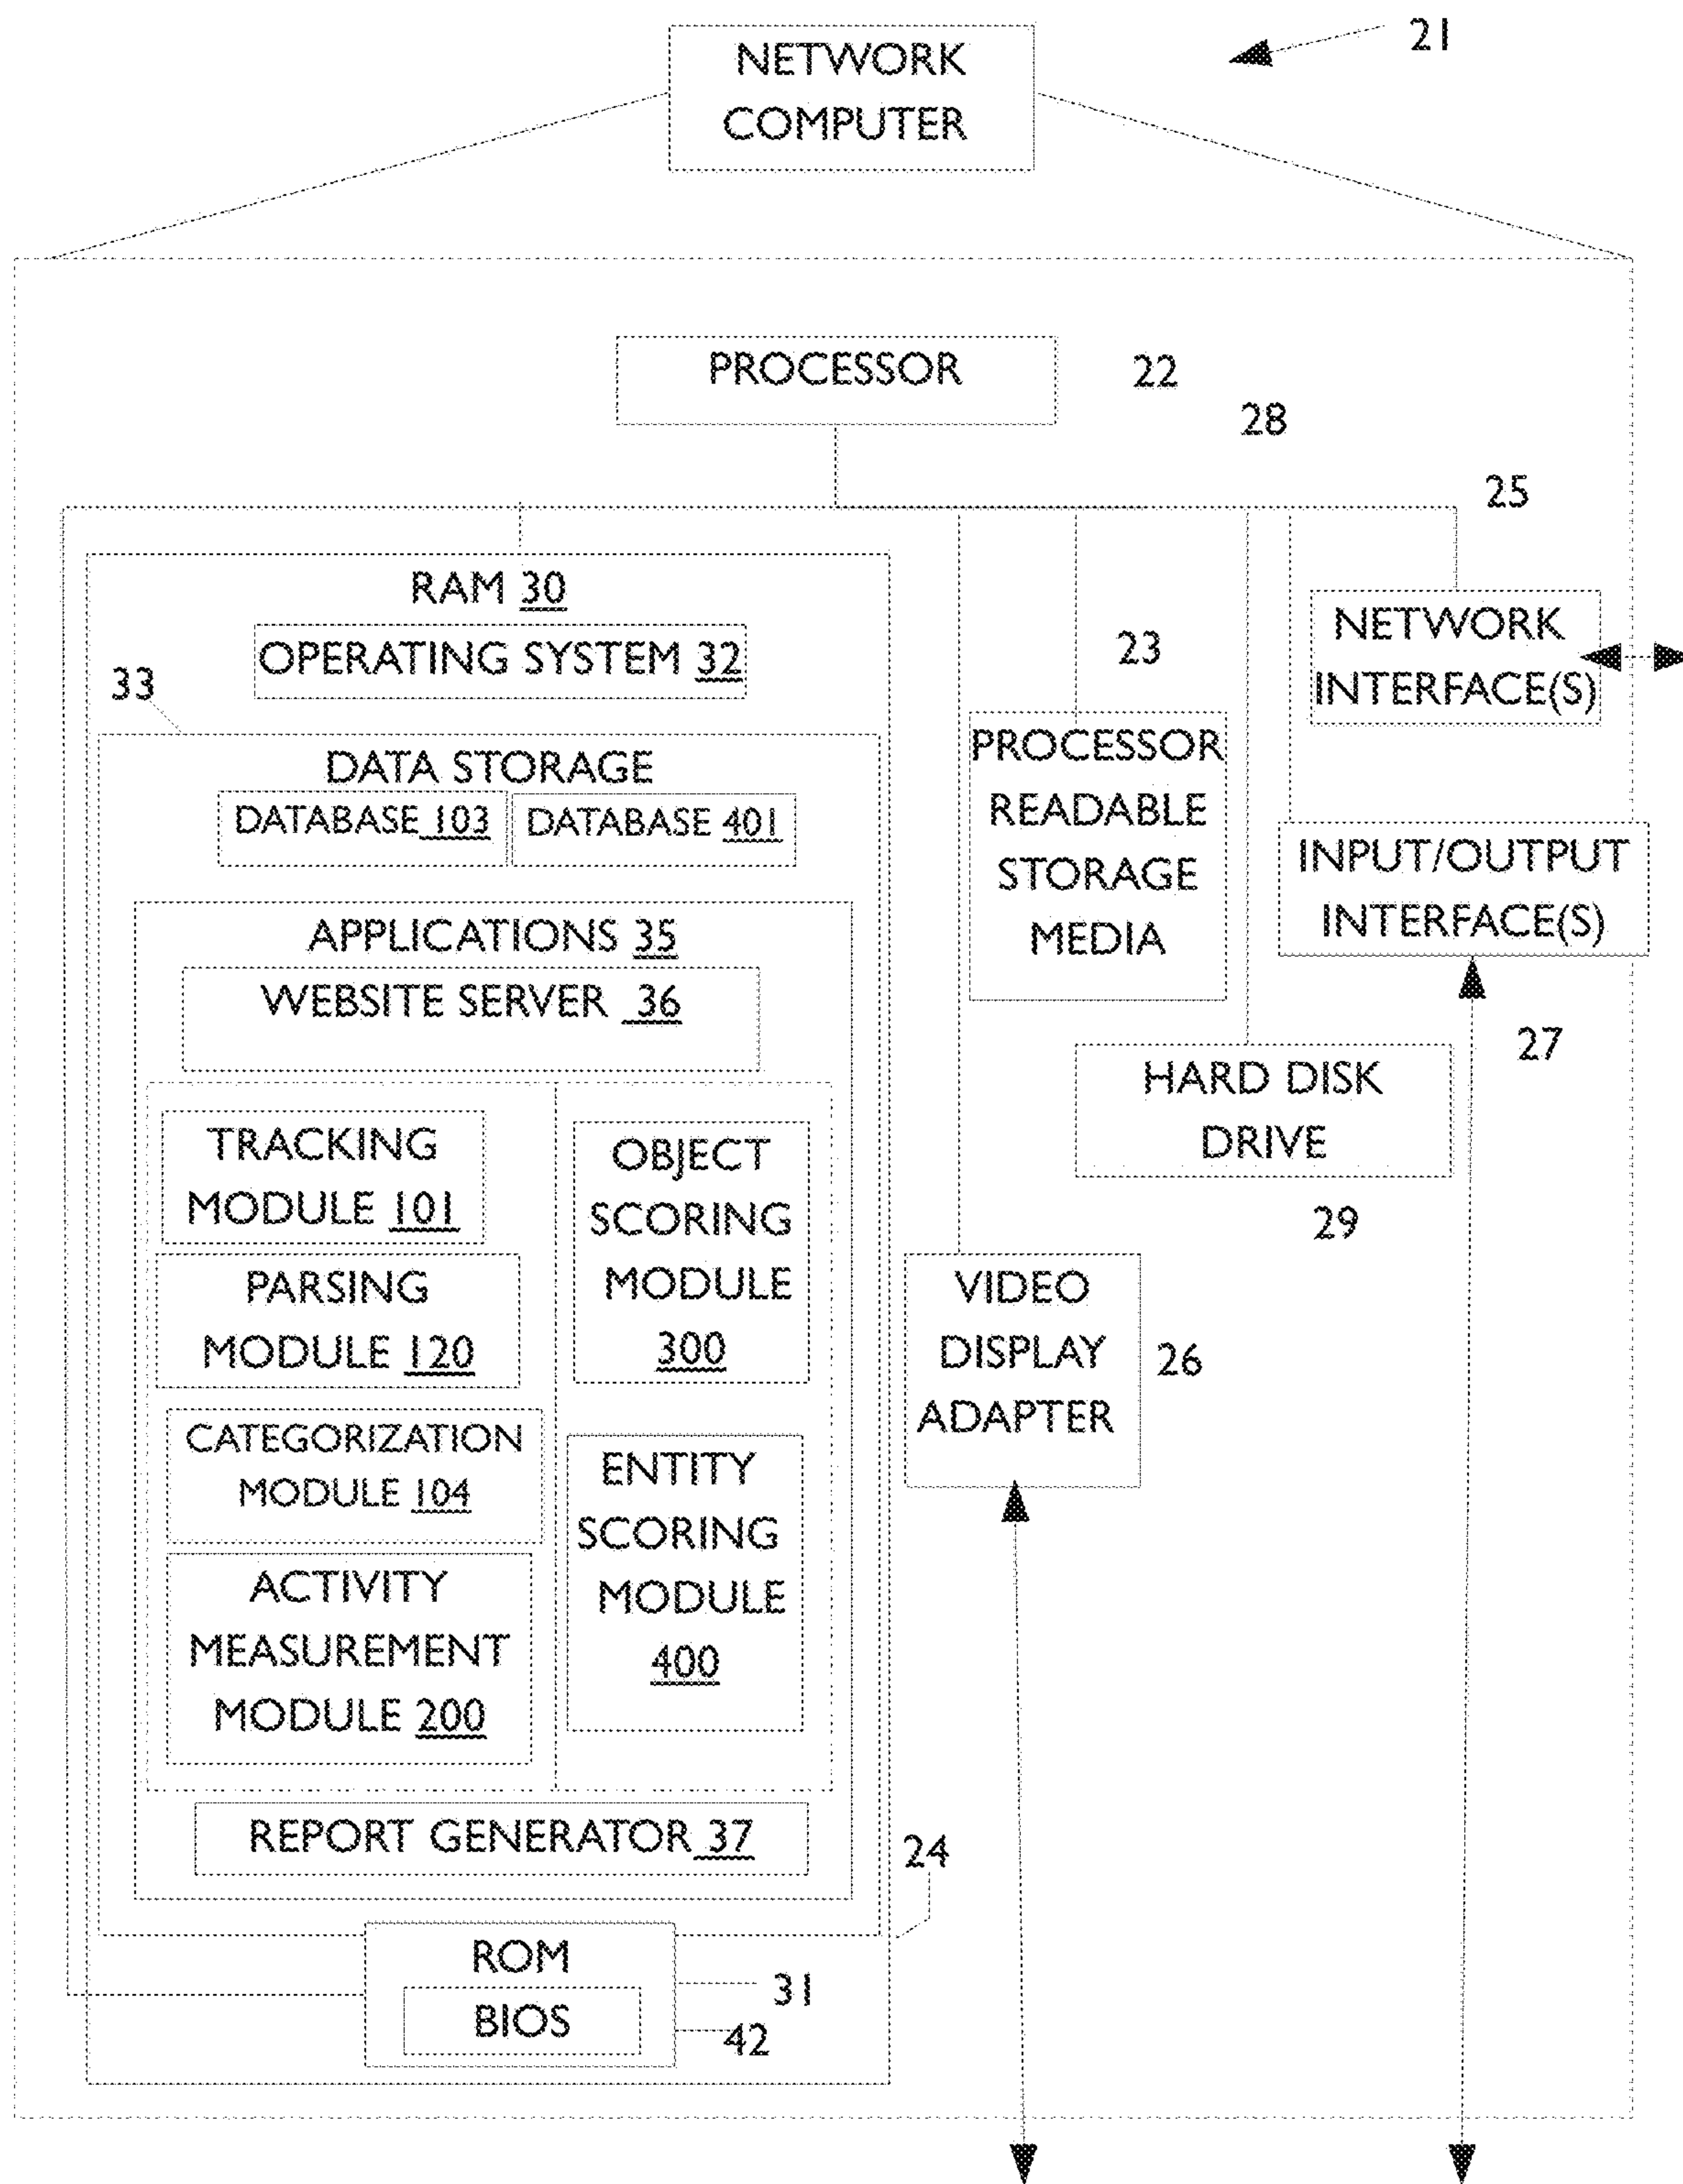 21
NETWORK
COMPUTER
PROCESSOR
22
28
25
RAM 30
OPERATING SYSTEM 32
33
DATA STORAGE
DATABASE 103
DATABASE 401
APPLICATIONS 35
WEBSITE SERVER 36
TRACKING
MODULE 101
PARSING
MODULE 120
CATEGORIZATION
MODULE 104
ACTIVITY
MEASUREMENT
MODULE 200
OBJECT
SCORING
MODULE
300
ENTITY
SCORING
MODULE
400
REPORT GENERATOR 37
24
ROM
31
BIOS
42
23
PROCESSOR
READABLE
STORAGE
MEDIA
NETWORK
INTERFACE(S)
INPUT/OUTPUT
INTERFACE(S)
27
HARD DISK
DRIVE
29
VIDEO
DISPLAY
ADAPTER
26